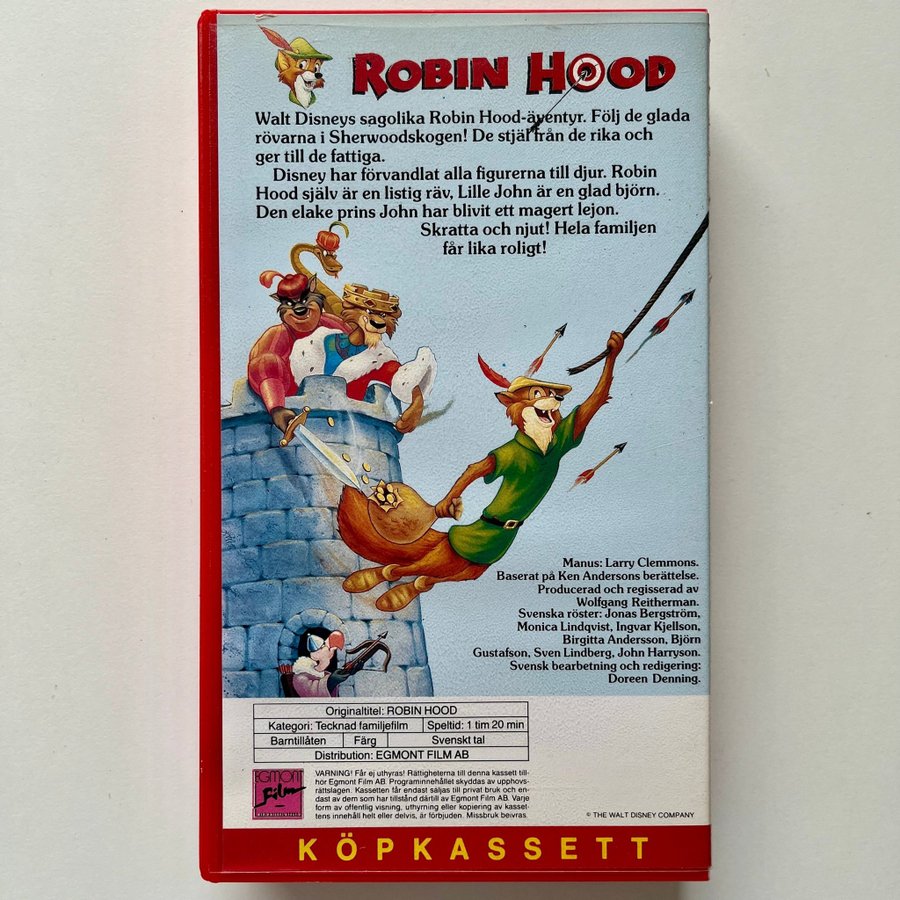 ROBIN HOOD
Walt Disneys sagolika Robin Hood-äventyr. Följ de glada
rövarna i Sherwoodskogen! De stjäl från de rika och
ger till de fattiga.
Disney har förvandlat alla figurerna till djur. Robin
Hood själv är en listig räv, Lille John är en glad björn.
Den elake prins John har blivit ett magert lejon.
Skratta och njut! Hela familjen
får lika roligt!
Manus: Larry Clemmons.
Baserat på Ken Andersons berättelse.
Producerad och regisserad av
Wolfgang Reitherman.
Svenska röster: Jonas Bergström,
Monica Lindqvist, Ingvar Kjellson,
Birgitta Andersson, Björn
Gustafson, Sven Lindberg, John Harryson.
Svensk bearbetning och redigering:
Doreen Denning.
Originaltitel: ROBIN HOOD
Kategori: Tecknad familjefilm Speltid: 1 tim 20 min
Barntillåten Färg Svenskt tal
Distribution: EGMONT FILM AB
EGMONT
Film
VARNING! Får ej uthyras! Rättigheterna till denna kassett till-
hör Egmont Film AB. Programinnehållet skyddas av upphovs-
rättslagen. Kassetten får endast säljas till privat bruk och en-
dast av dem som har tillstånd därtill av Egmont Film AB. Varje
form av offentlig visning, uthyrning eller kopiering av kasset-
tens innehåll helt eller delvis, är förbjuden. Missbruk beivras.
© THE WALT DISNEY COMPANY
KÖPKASSETT